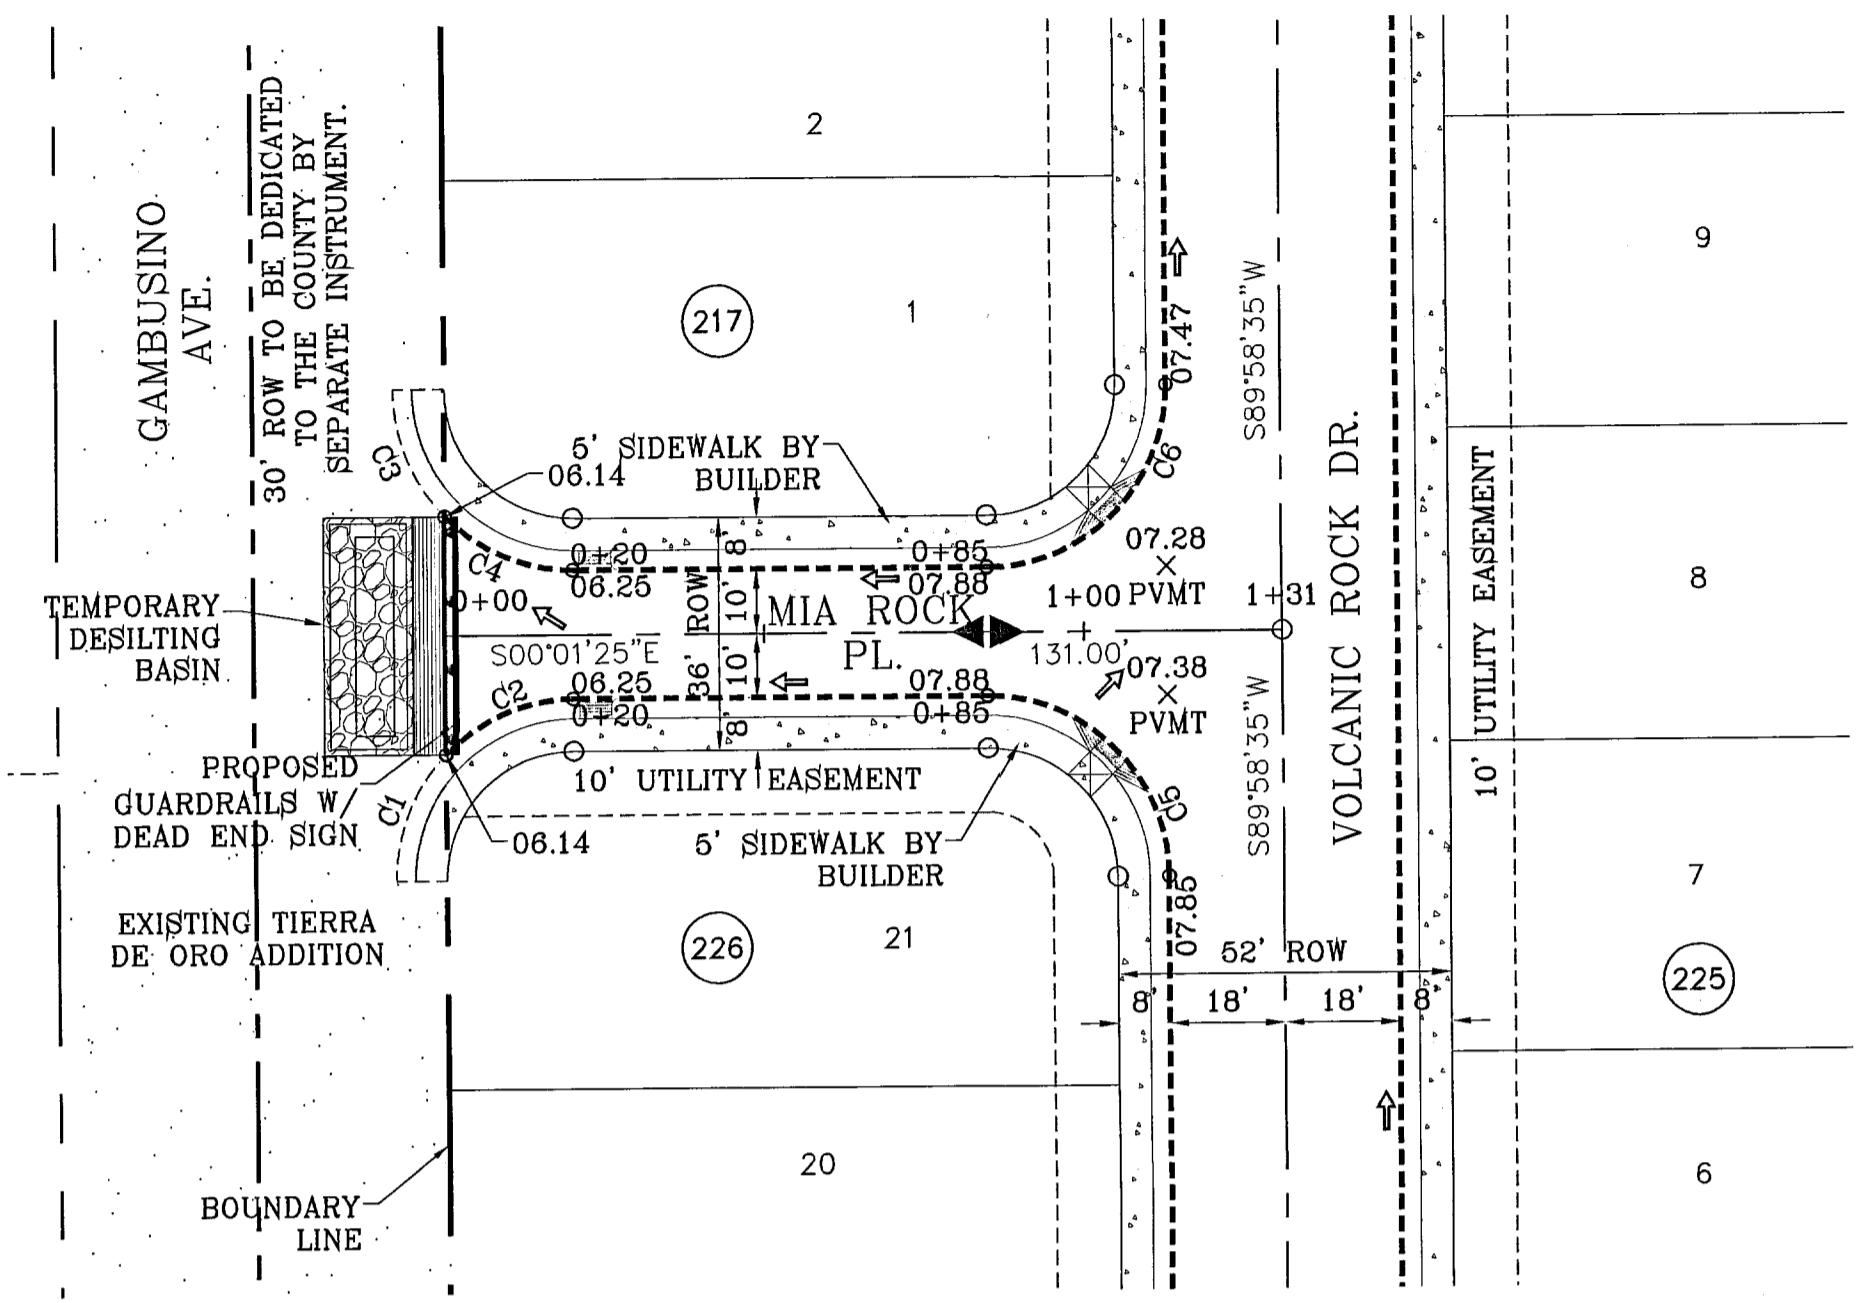 GAMBUSINO
AVE.
30' ROW TO BE DEDICATED
TO THE COUNTY BY
SEPARATE INSTRUMENT.
2
217
1
9
8
7
6
225
226
21
20
C3
06.14
5' SIDEWALK BY
BUILDER
C6
07.47
S89°58'35"W
VOLCANIC ROCK DR.
S89°58'35"W
10' UTILITY EASEMENT
07.28
PVMT
07.38
PVMT
1+00
1+31
131.00'
0+20
06.25
0+85
07.88
C4
0+00
36' ROW
8'
10'
10'
8'
MIA ROCK
PL.
S00°01'25"E
C2
06.25
0+20
07.88
0+85
TEMPORARY
DESILTING
BASIN
PROPOSED
GUARDRAILS W
DEAD END SIGN
C1
06.14
10' UTILITY EASEMENT
5' SIDEWALK BY
BUILDER
C5
07.85
52' ROW
8'
18'
18'
8'
EXISTING TIERRA
DE ORO ADDITION
BOUNDARY
LINE